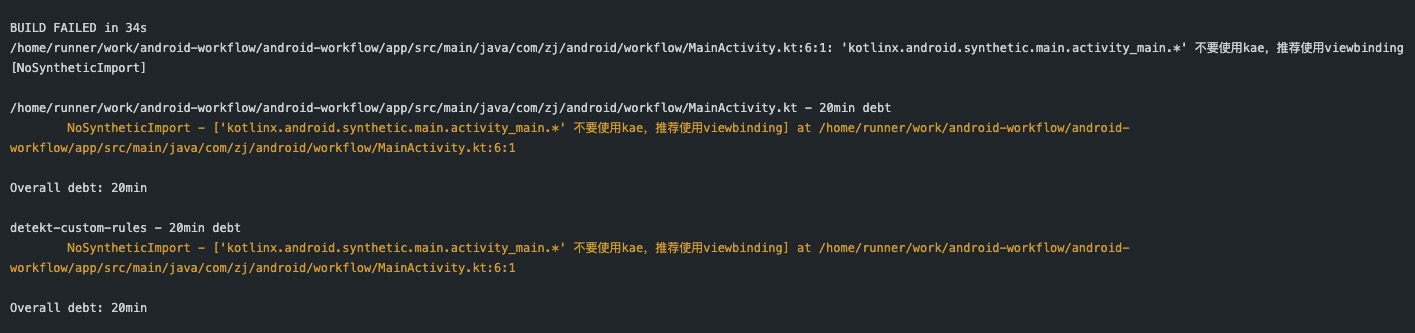 BUILD FAILED in 34s
/home/runner/work/android-workflow/android-workflow/app/src/main/java/com/zj/android/workflow/MainActivity.kt:6:1: 'kotlinx.android.synthetic.main.activity_main.*' 不要使用kae，推荐使用viewbinding
[NoSyntheticImport]
/home/runner/work/android-workflow/android-workflow/app/src/main/java/com/zj/android/workflow/MainActivity.kt - 20min debt
NoSyntheticImport - ['kotlinx.android.synthetic.main.activity_main.*' 不要使用kae，推荐使用viewbinding] at /home/runner/work/android-workflow/android-
workflow/app/src/main/java/com/zj/android/workflow/MainActivity.kt:6:1
Overall debt: 20min
detekt-custom-rules - 20min debt
NoSyntheticImport - ['kotlinx.android.synthetic.main.activity_main.*' 不要使用kae，推荐使用viewbinding] at /home/runner/work/android-workflow/android-
workflow/app/src/main/java/com/zj/android/workflow/MainActivity.kt:6:1
Overall debt: 20min